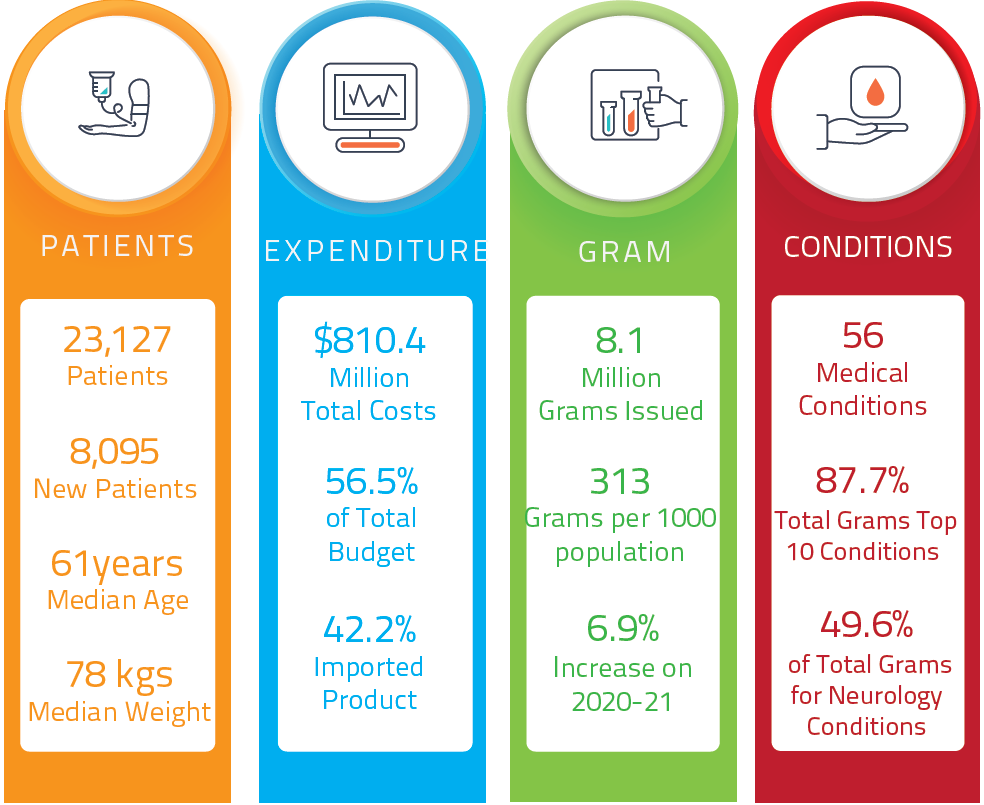 PATIENTS
23,127
Patients
8,095
New Patients
61years
Median Age
78 kgs
Median Weight
EXPENDITURE
$810.4
Million
Total Costs
56.5%
of Total
Budget
42.2%
Imported
Product
GRAM
8.1
Million
Grams Issued
313
Grams per 1000
population
6.9%
Increase on
2020-21
CONDITIONS
56
Medical
Conditions
87.7%
Total Grams Top
10 Conditions
49.6%
of Total Grams
for Neurology
Conditions